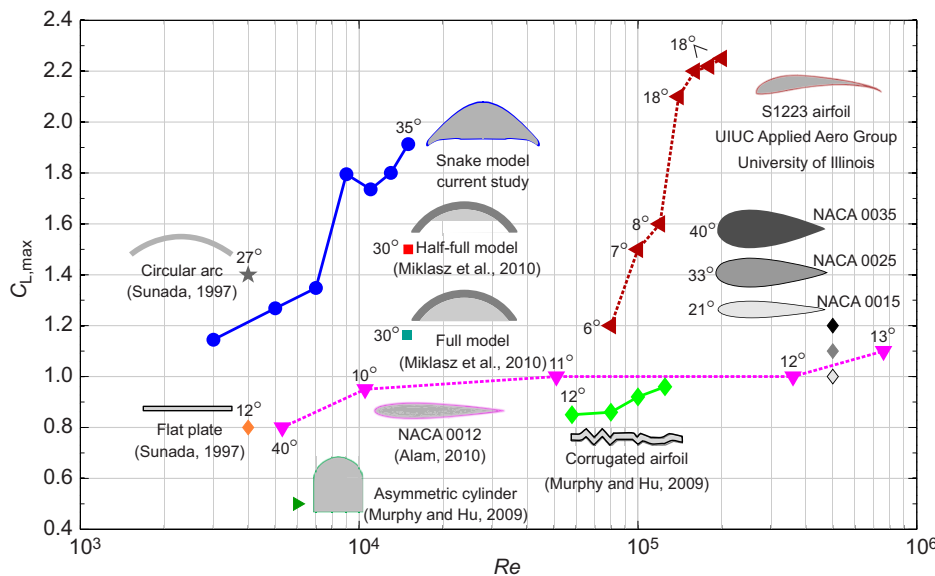 2.4
2.2
2.0
1.8
1.6
1.4
1.2
1.0
0.8
0.6
0.4
C_L,max
10³
10⁴
10⁵
10⁶
Re
35°
Snake model
current study
27°
Circular arc
(Sunada, 1997)
30°
Half-full model
(Miklasz et al., 2010)
30°
Full model
(Miklasz et al., 2010)
12°
Flat plate
(Sunada, 1997)
40°
10°
11°
12°
13°
NACA 0012
(Alam, 2010)
Asymmetric cylinder
(Murphy and Hu, 2009)
12°
Corrugated airfoil
(Murphy and Hu, 2009)
6°
7°
8°
18°
18°
S1223 airfoil
UIUC Applied Aero Group
University of Illinois
40°
NACA 0035
33°
NACA 0025
21°
NACA 0015